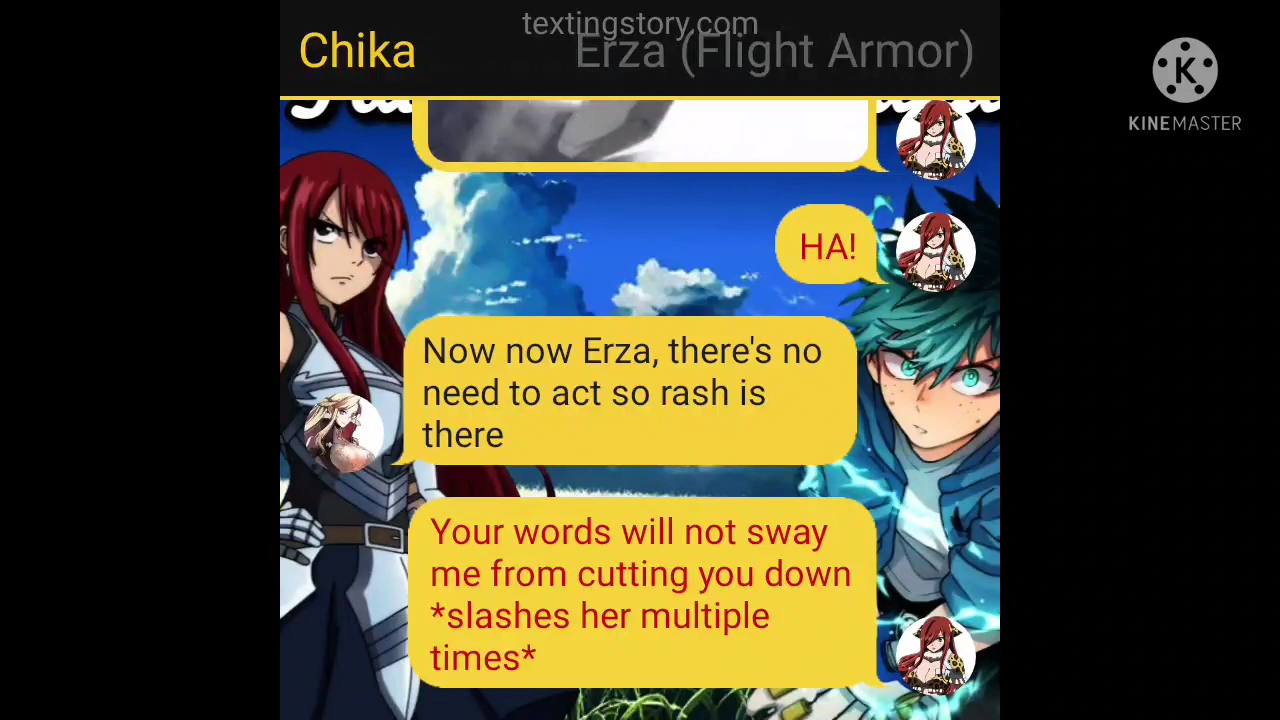 textingstory.com
Chika
Erza (Flight Armor)
K
KINEMASTER
HA!
Now now Erza, there's no
need to act so rash is
there
Your words will not sway
me from cutting you down
*slashes her multiple
times*